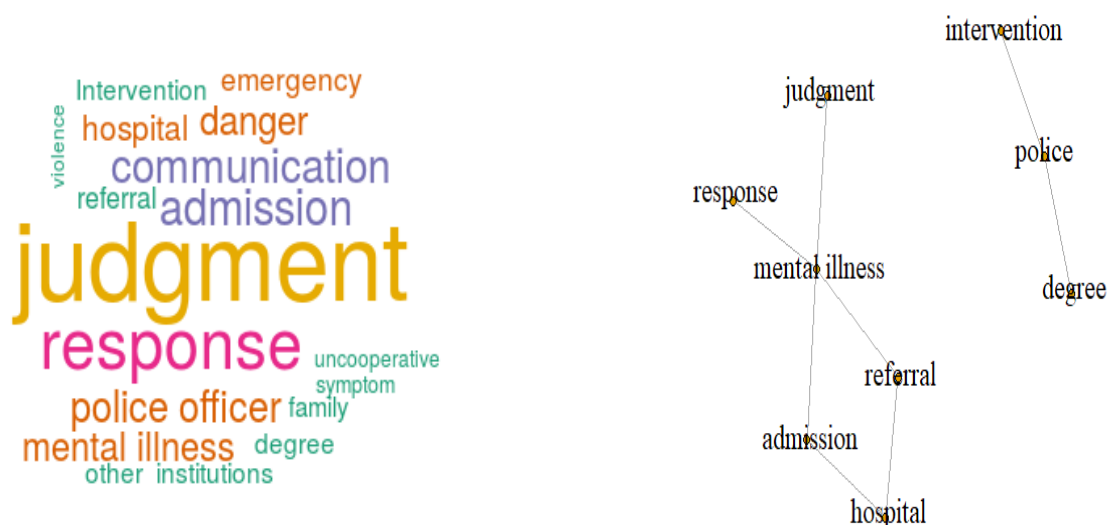 Intervention emergency
violence
hospital danger
communication
referral admission
judgment
response
uncooperative
symptom
police officer family
mental illness degree
other institutions
intervention
judgment
police
response
mental illness
degree
referral
admission
hospital